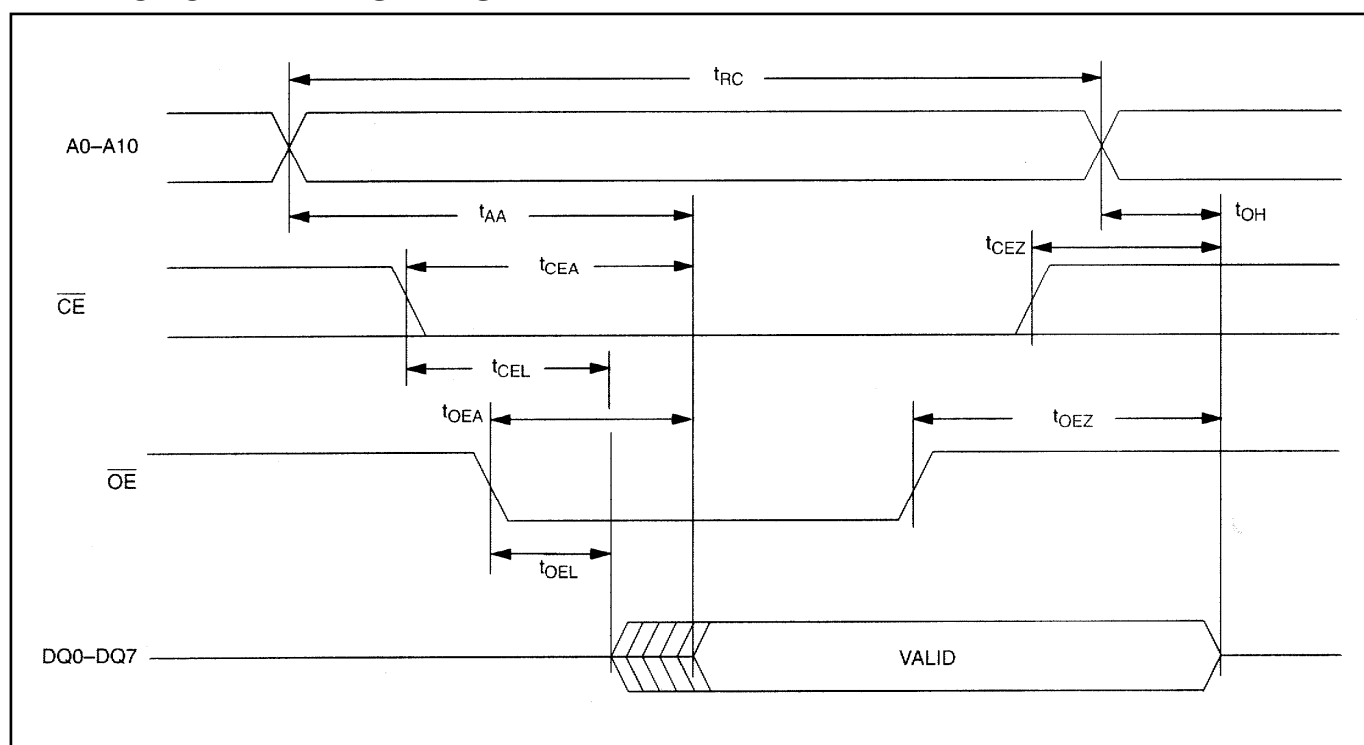 tRC
A0–A10
tAA
tOH
tCEZ
tCEA
CE
tCEL
tOEA
tOEZ
OE
tOEL
DQ0–DQ7
VALID